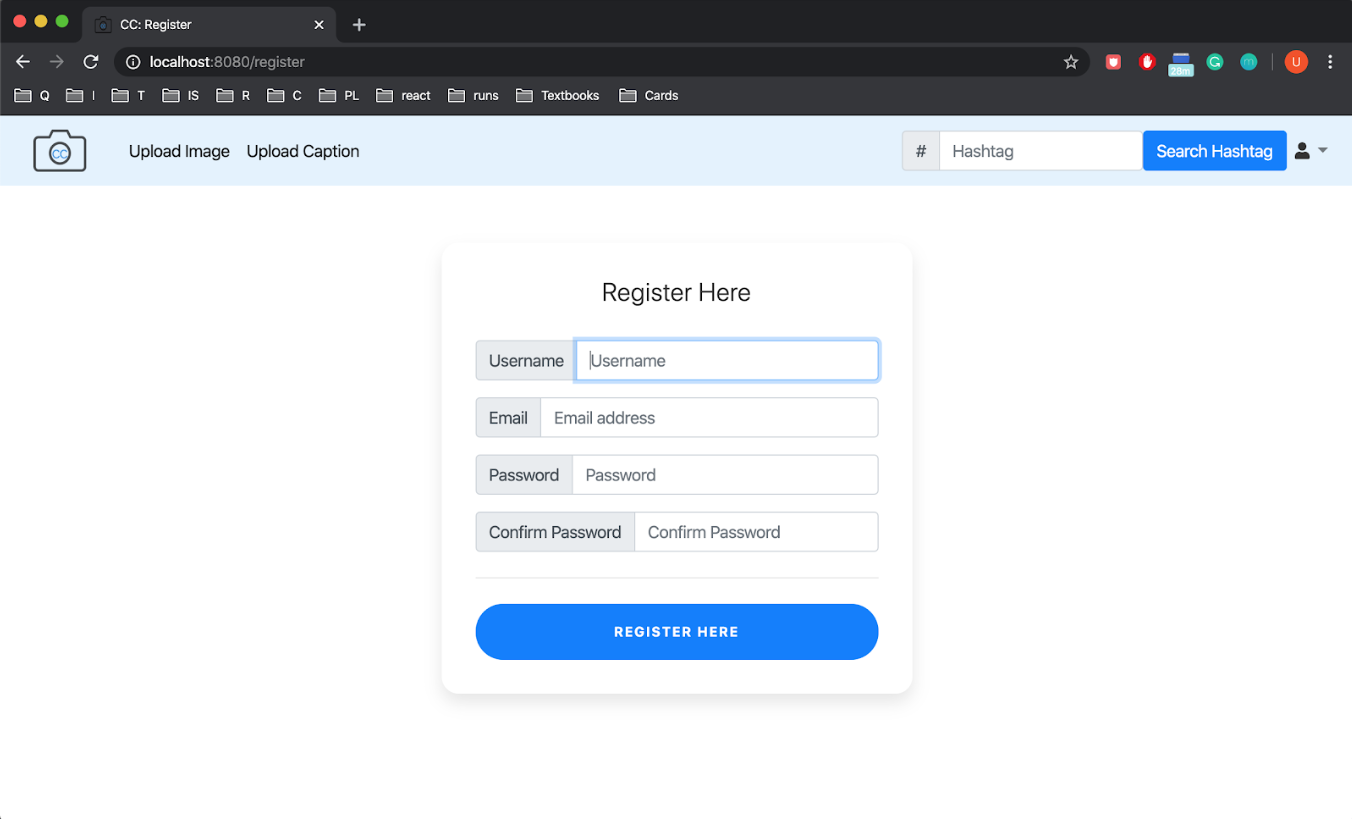 CC: Register
localhost:8080/register
28m
U
Q I T IS R C PL react runs Textbooks Cards
CC Upload Image Upload Caption # Hashtag Search Hashtag
Register Here
Username Username
Email Email address
Password Password
Confirm Password Confirm Password
REGISTER HERE